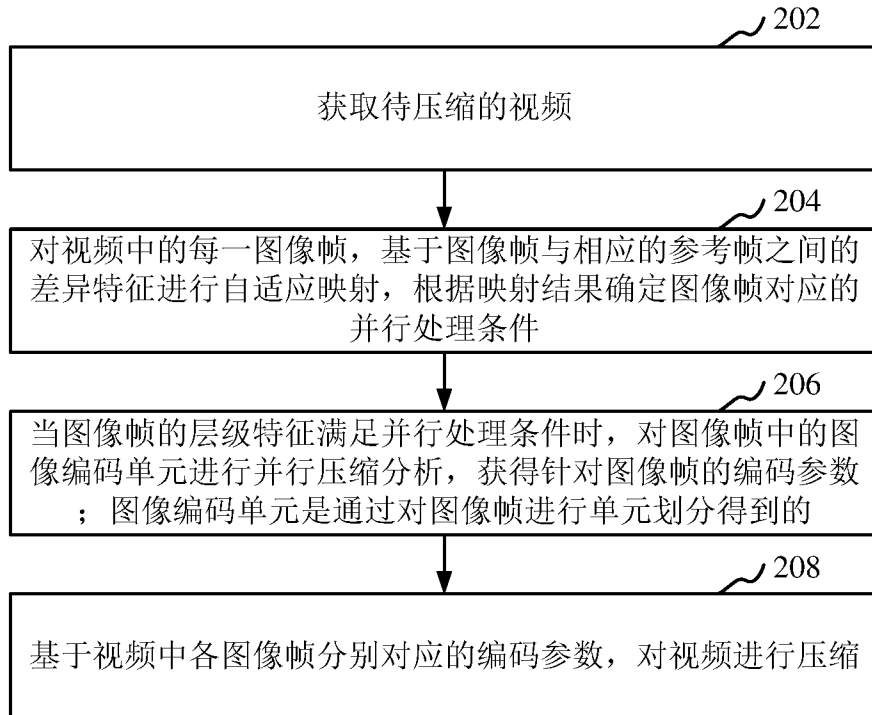 202
获取待压缩的视频
204
对视频中的每一图像帧，基于图像帧与相应的参考帧之间的
差异特征进行自适应映射，根据映射结果确定图像帧对应的
并行处理条件
206
当图像帧的层级特征满足并行处理条件时，对图像帧中的图
像编码单元进行并行压缩分析，获得针对图像帧的编码参数
；图像编码单元是通过对图像帧进行单元划分得到的
208
基于视频中各图像帧分别对应的编码参数，对视频进行压缩